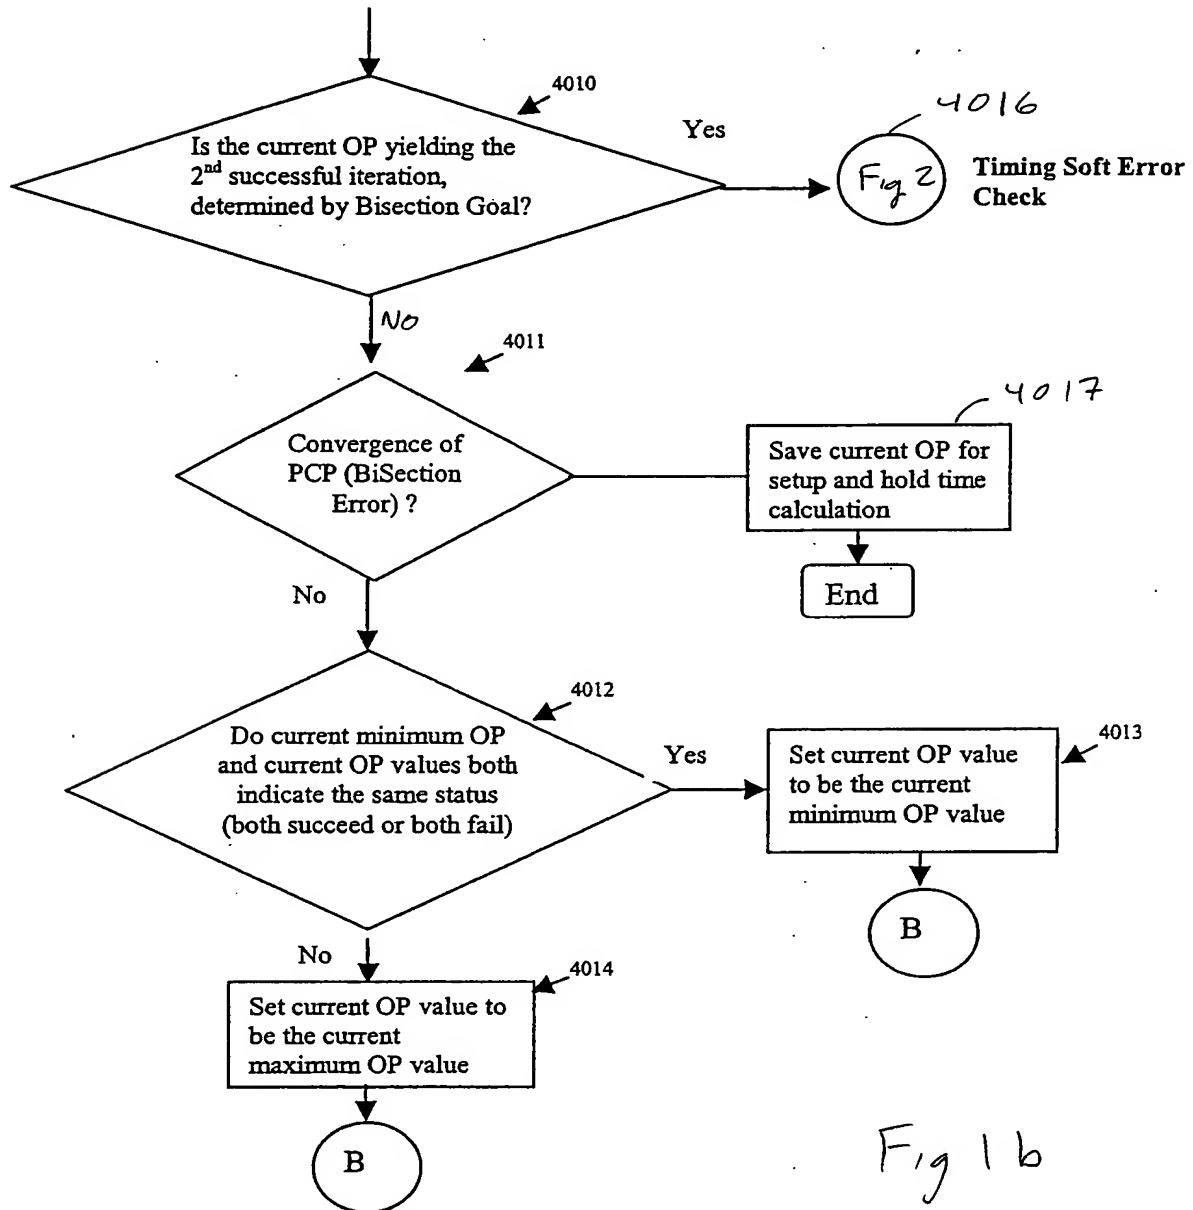 4010
Is the current OP yielding the
2nd successful iteration,
determined by Bisection Goal?
Yes
4016
Fig 2
Timing Soft Error
Check
No
4011
Convergence of
PCP (BiSection
Error) ?
4017
Save current OP for
setup and hold time
calculation
End
No
4012
Do current minimum OP
and current OP values both
indicate the same status
(both succeed or both fail)
Yes
4013
Set current OP value
to be the current
minimum OP value
B
No
4014
Set current OP value to
be the current
maximum OP value
B
Fig 1b